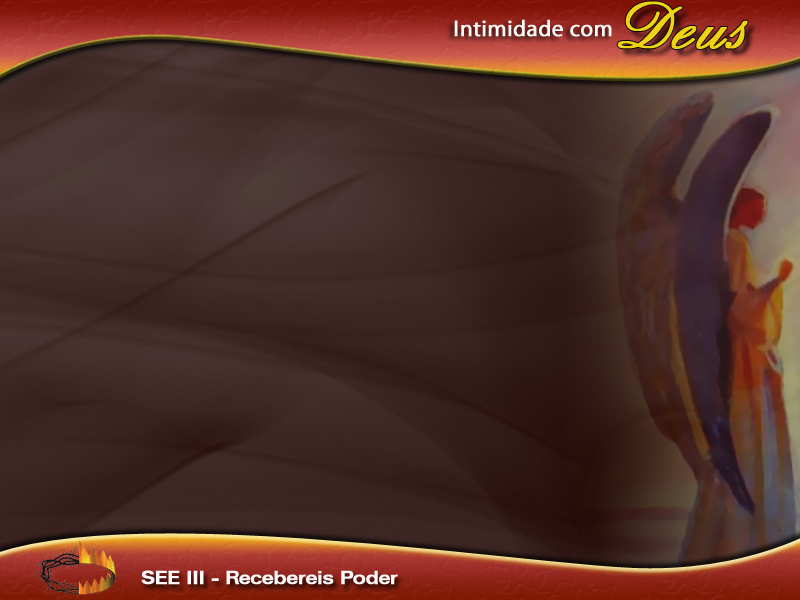 Intimidade com Deus
SEE III - Recebereis Poder